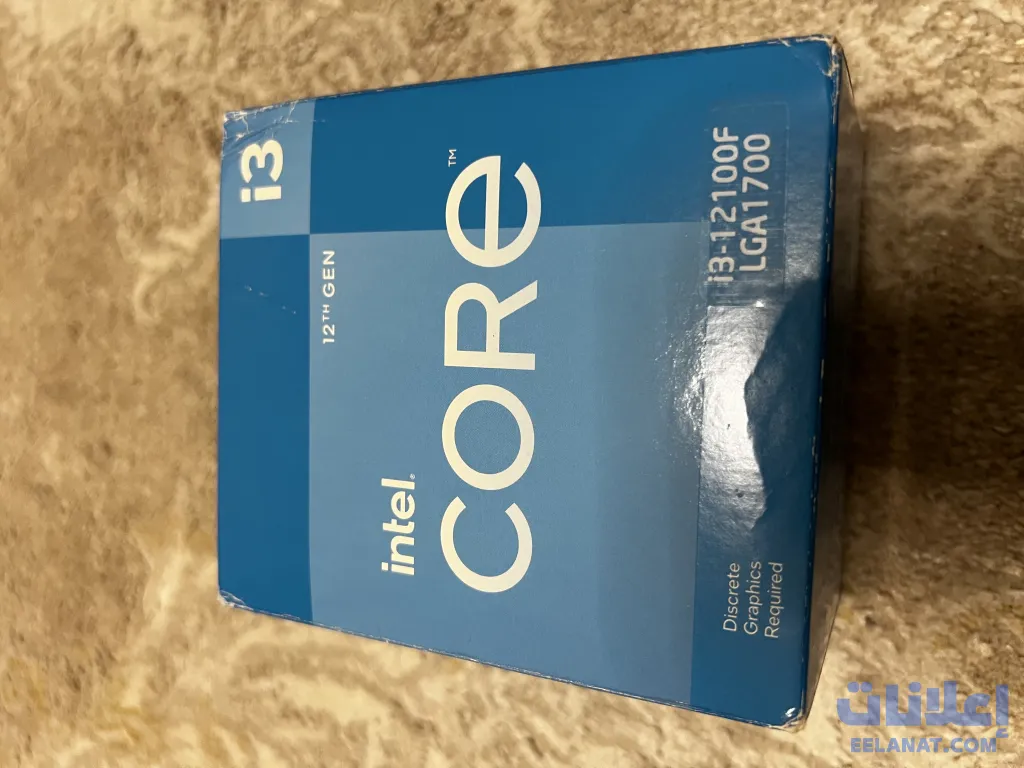 i3
12TH GEN
intel.
CORE™
Discrete
Graphics
Required
i3-12100F
LGA1700
إعلانات
EELANAT.COM